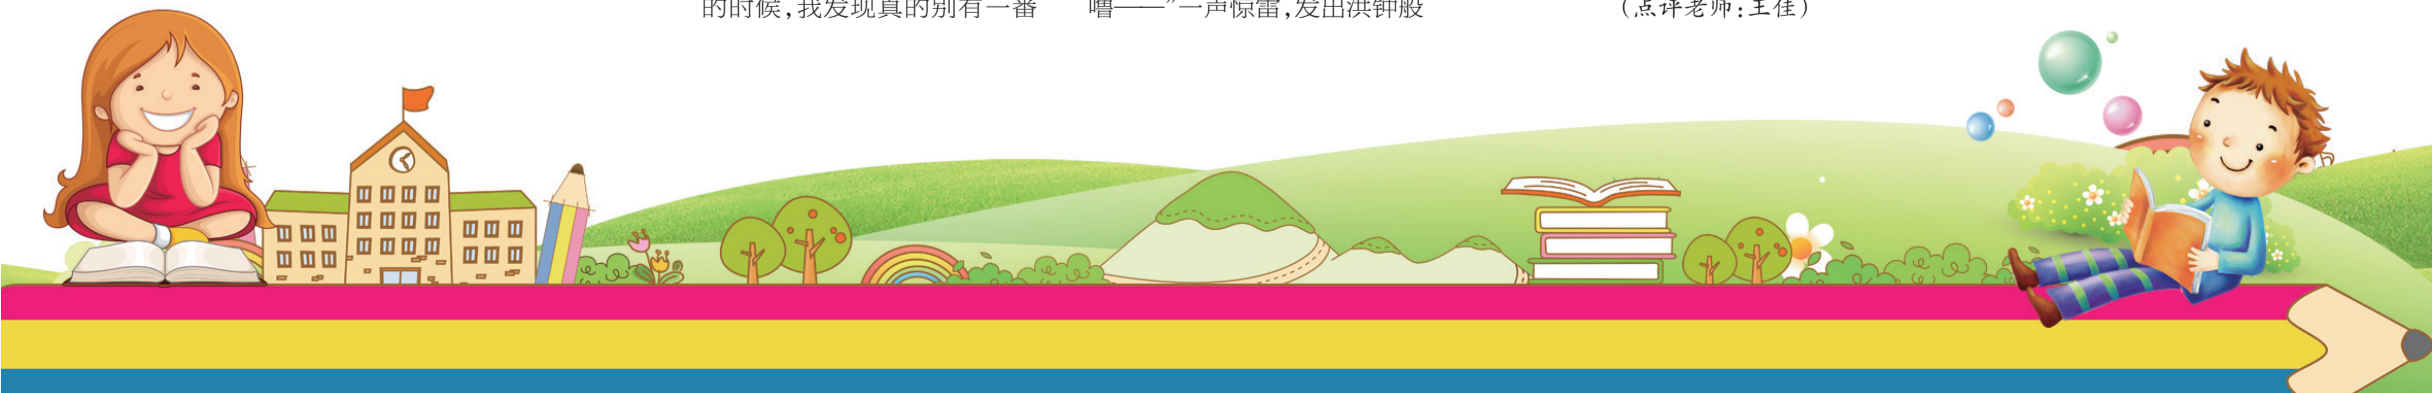 的时候，我发现真的别有一番
噜——”一声惊雷，发出洪钟般
（点评老师：王佳）